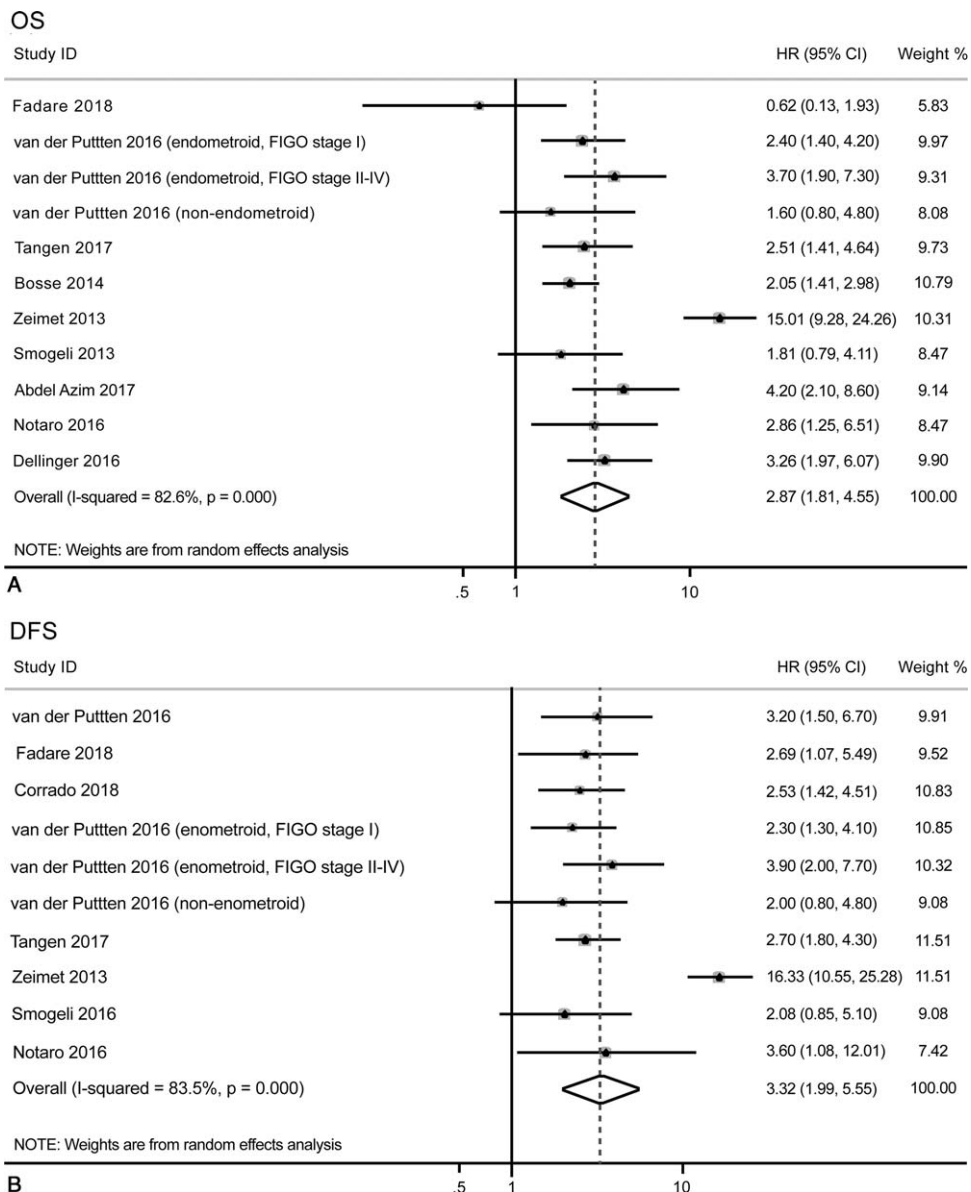 OS
Study ID HR (95% CI) Weight %
Fadare 2018 0.62 (0.13, 1.93) 5.83
van der Puttten 2016 (endometroid, FIGO stage I) 2.40 (1.40, 4.20) 9.97
van der Puttten 2016 (endometroid, FIGO stage II-IV) 3.70 (1.90, 7.30) 9.31
van der Puttten 2016 (non-endometroid) 1.60 (0.80, 4.80) 8.08
Tangen 2017 2.51 (1.41, 4.64) 9.73
Bosse 2014 2.05 (1.41, 2.98) 10.79
Zeimet 2013 15.01 (9.28, 24.26) 10.31
Smogeli 2013 1.81 (0.79, 4.11) 8.47
Abdel Azim 2017 4.20 (2.10, 8.60) 9.14
Notaro 2016 2.86 (1.25, 6.51) 8.47
Dellinger 2016 3.26 (1.97, 6.07) 9.90
Overall (I-squared = 82.6%, p = 0.000) 2.87 (1.81, 4.55) 100.00
NOTE: Weights are from random effects analysis
A .5 1 10
DFS
Study ID HR (95% CI) Weight %
van der Puttten 2016 3.20 (1.50, 6.70) 9.91
Fadare 2018 2.69 (1.07, 5.49) 9.52
Corrado 2018 2.53 (1.42, 4.51) 10.83
van der Puttten 2016 (enometroid, FIGO stage I) 2.30 (1.30, 4.10) 10.85
van der Puttten 2016 (enometroid, FIGO stage II-IV) 3.90 (2.00, 7.70) 10.32
van der Puttten 2016 (non-enometroid) 2.00 (0.80, 4.80) 9.08
Tangen 2017 2.70 (1.80, 4.30) 11.51
Zeimet 2013 16.33 (10.55, 25.28) 11.51
Smogeli 2016 2.08 (0.85, 5.10) 9.08
Notaro 2016 3.60 (1.08, 12.01) 7.42
Overall (I-squared = 83.5%, p = 0.000) 3.32 (1.99, 5.55) 100.00
NOTE: Weights are from random effects analysis
B .5 1 10